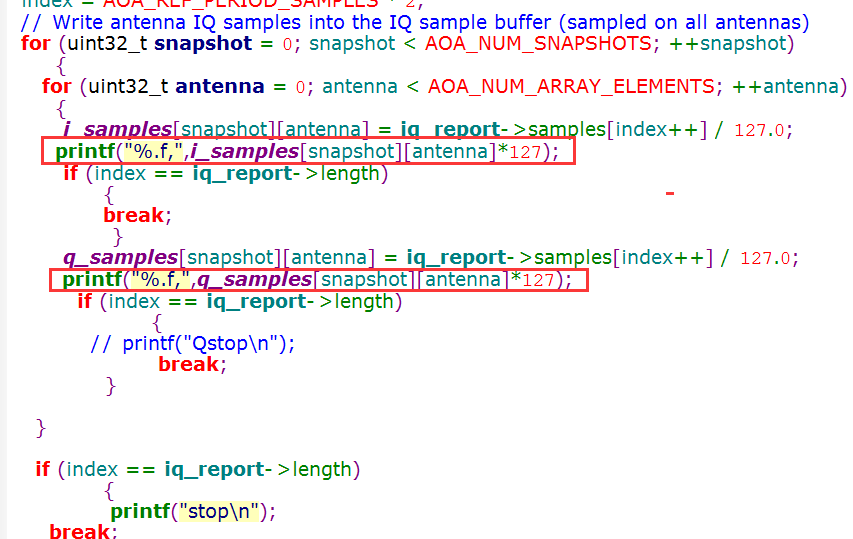 index = AOA_REF_PERIOD_SAMPLES * 2;
// Write antenna IQ samples into the IQ sample buffer (sampled on all antennas)
for (uint32_t snapshot = 0; snapshot < AOA_NUM_SNAPSHOTS; ++snapshot)
{
for (uint32_t antenna = 0; antenna < AOA_NUM_ARRAY_ELEMENTS; ++antenna)
{
i_samples[snapshot][antenna] = iq_report->samples[index++] / 127.0;
printf("%.f,",i_samples[snapshot][antenna]*127);
if (index == iq_report->length)
{
break;
}
q_samples[snapshot][antenna] = iq_report->samples[index++] / 127.0;
printf("%.f,",q_samples[snapshot][antenna]*127);
if (index == iq_report->length)
{
// printf("Qstop\n");
break;
}
}
if (index == iq_report->length)
{
printf("stop\n");
break;